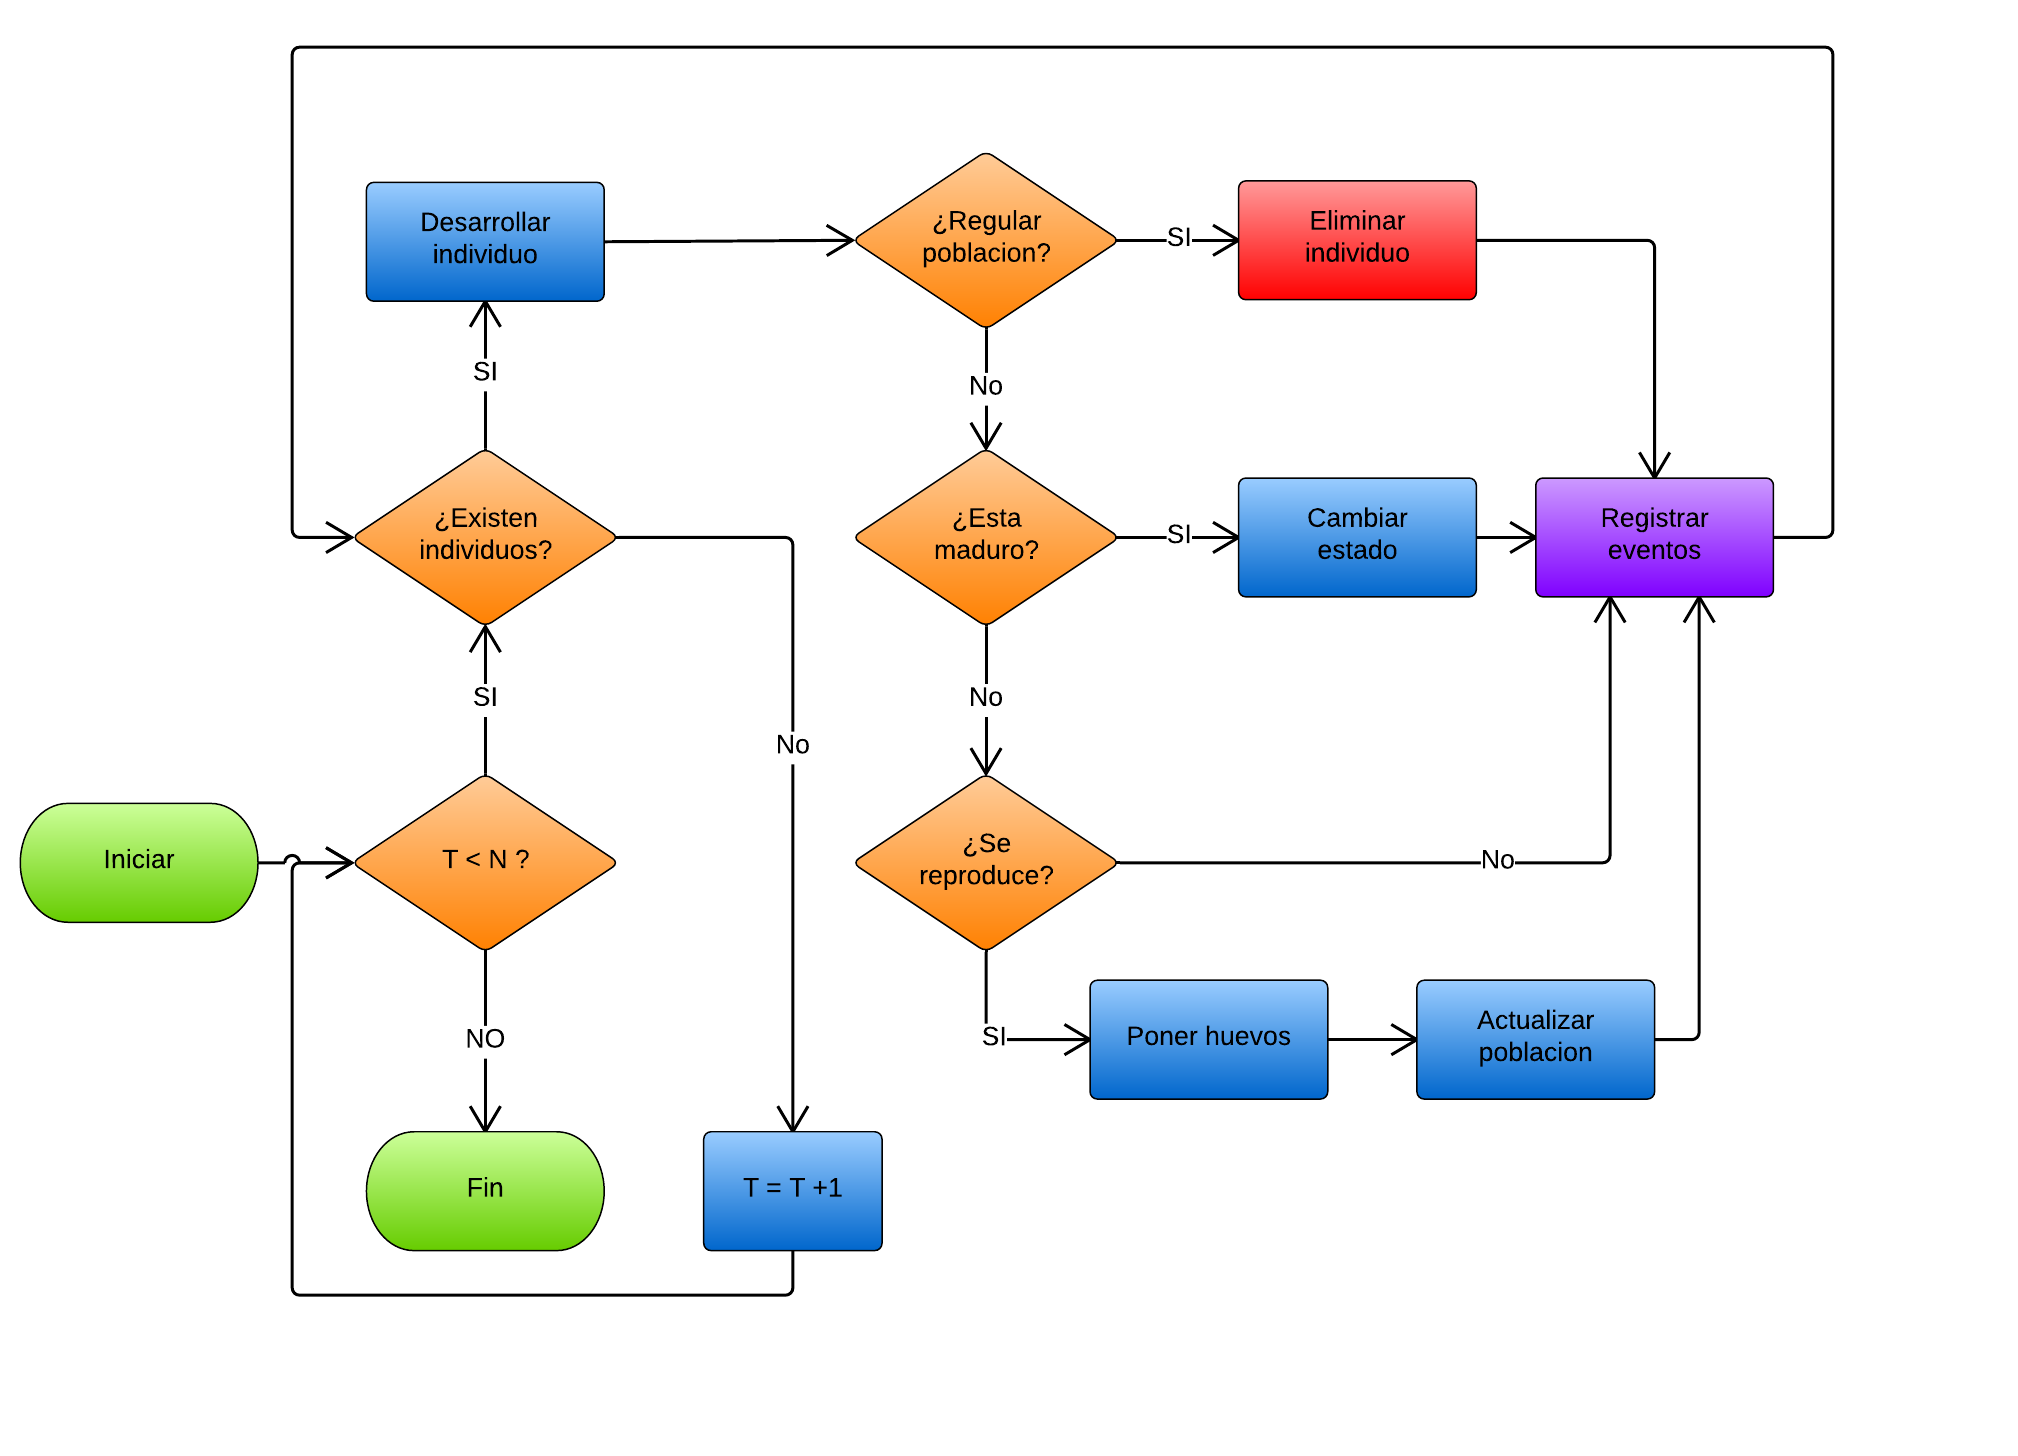 Desarrollar
individuo
¿Regular
poblacion?
SI
Eliminar
individuo
SI
No
¿Existen
individuos?
¿Esta
maduro?
SI
Cambiar
estado
Registrar
eventos
SI
No
No
Iniciar
T < N ?
¿Se
reproduce?
No
NO
SI
Poner huevos
Actualizar
poblacion
Fin
T = T +1